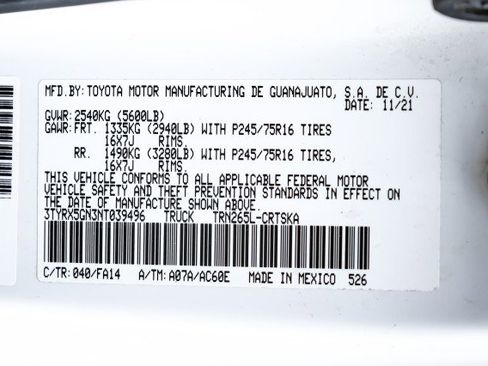 MFD.BY:TOYOTA MOTOR MANUFACTURING DE GUANAJUATO, S.A. DE C.V.
DATE: 11/21
GVWR:2540KG (5600LB)
GAWR:FRT. 1335KG (2940LB) WITH P245/75R16 TIRES
16X7J RIMS.
RR. 1490KG (3280LB) WITH P245/75R16 TIRES,
16X7J RIMS.
THIS VEHICLE CONFORMS TO ALL APPLICABLE FEDERAL MOTOR
VEHICLE SAFETY AND THEFT PREVENTION STANDARDS IN EFFECT ON
THE DATE OF MANUFACTURE SHOWN ABOVE.
3TYRX5GN3NT039496 TRUCK TRN265L-CRTSKA
C/TR:040/FA14 A/TM:A07A/AC60E MADE IN MEXICO 526